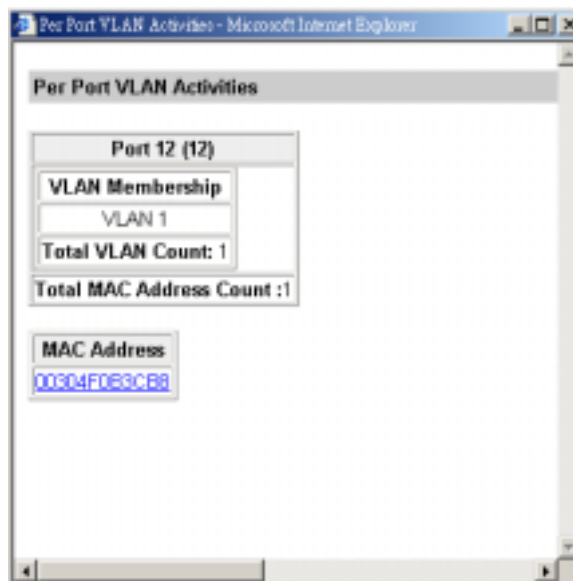 Per Port VLAN Activities - Microsoft Internet Explorer
Per Port VLAN Activities
Port 12 (12)
VLAN Membership
VLAN 1
Total VLAN Count: 1
Total MAC Address Count :1
MAC Address
00304F0B3CB8